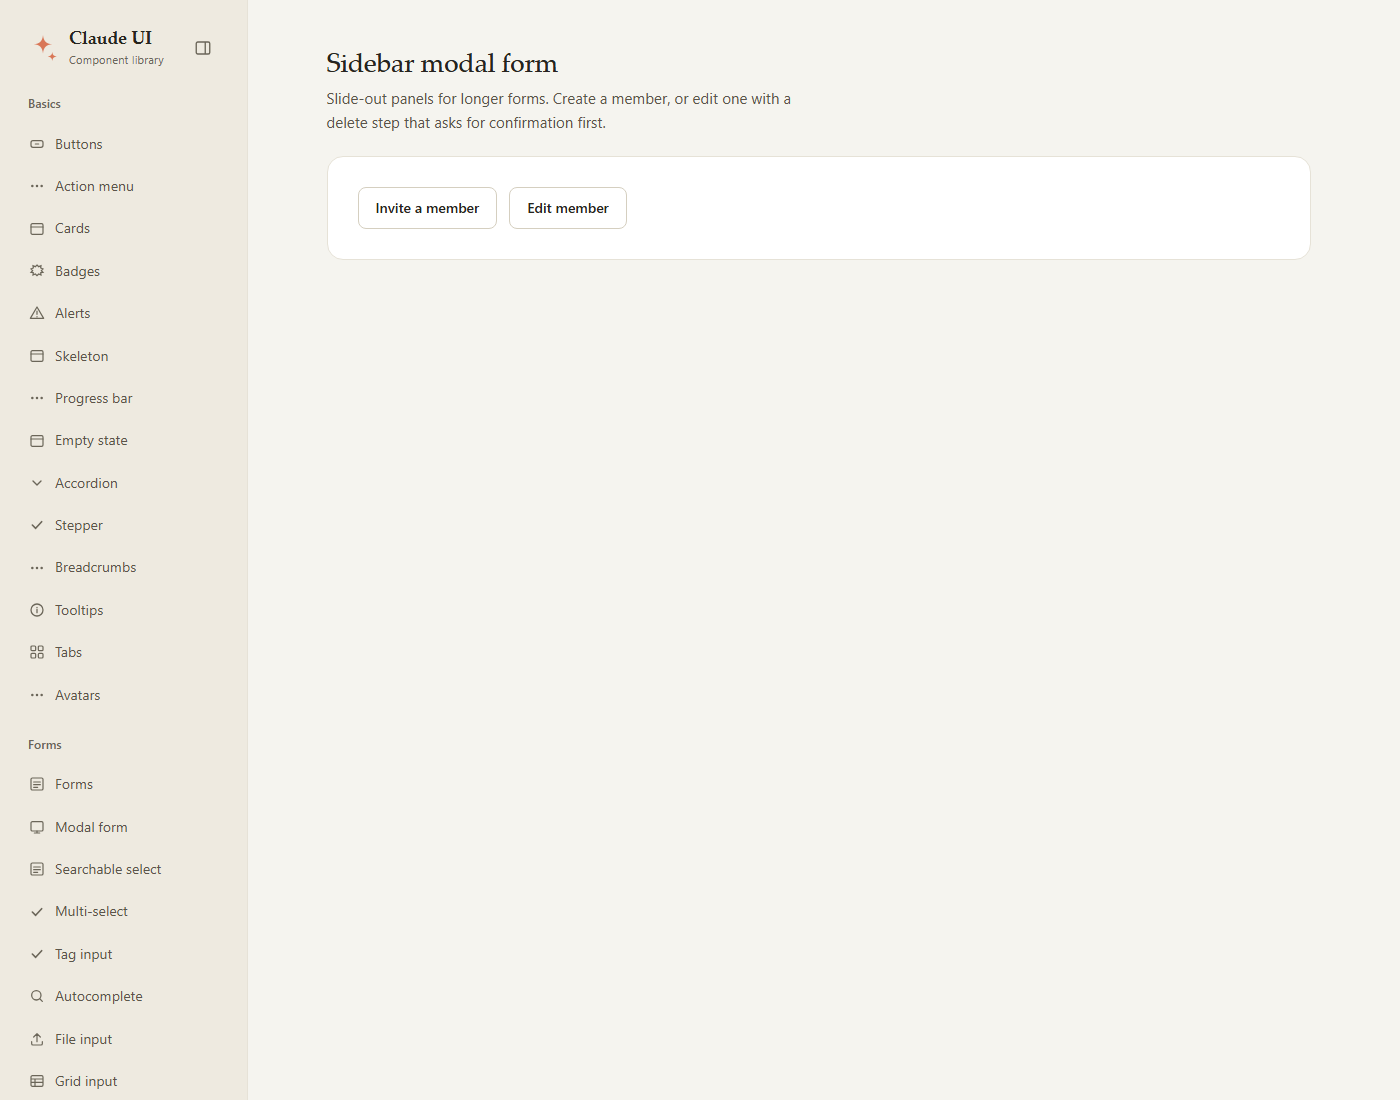 Claude UI
Component library
Basics
Buttons
Action menu
Cards
Badges
Alerts
Skeleton
Progress bar
Empty state
Accordion
Stepper
Breadcrumbs
Tooltips
Tabs
Avatars
Forms
Forms
Modal form
Searchable select
Multi-select
Tag input
Autocomplete
File input
Grid input
Sidebar modal form
Slide-out panels for longer forms. Create a member, or edit one with a
delete step that asks for confirmation first.
Invite a member
Edit member